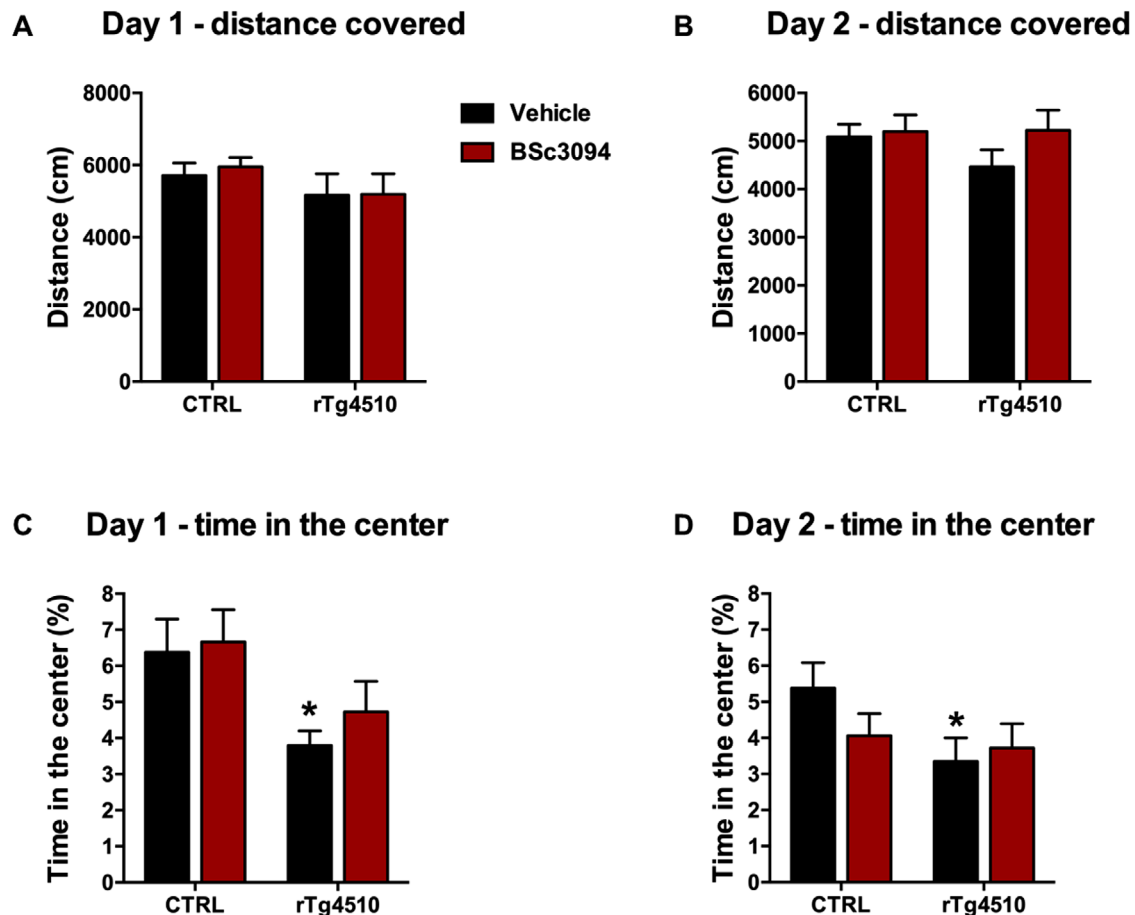 A Day 1 - distance covered
Distance (cm)
8000
6000
4000
2000
0
CTRL rTg4510
Vehicle
BSc3094
B Day 2 - distance covered
Distance (cm)
6000
5000
4000
3000
2000
1000
0
CTRL rTg4510
C Day 1 - time in the center
Time in the center (%)
8
7
6
5
4
3
2
1
0
*
CTRL rTg4510
D Day 2 - time in the center
Time in the center (%)
8
7
6
5
4
3
2
1
0
*
CTRL rTg4510